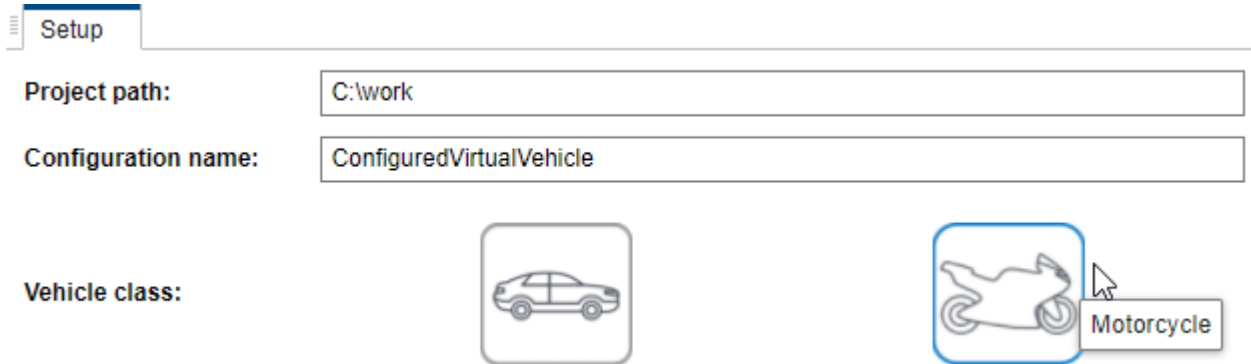 Setup
Project path: C:\work
Configuration name: ConfiguredVirtualVehicle
Vehicle class:
Motorcycle